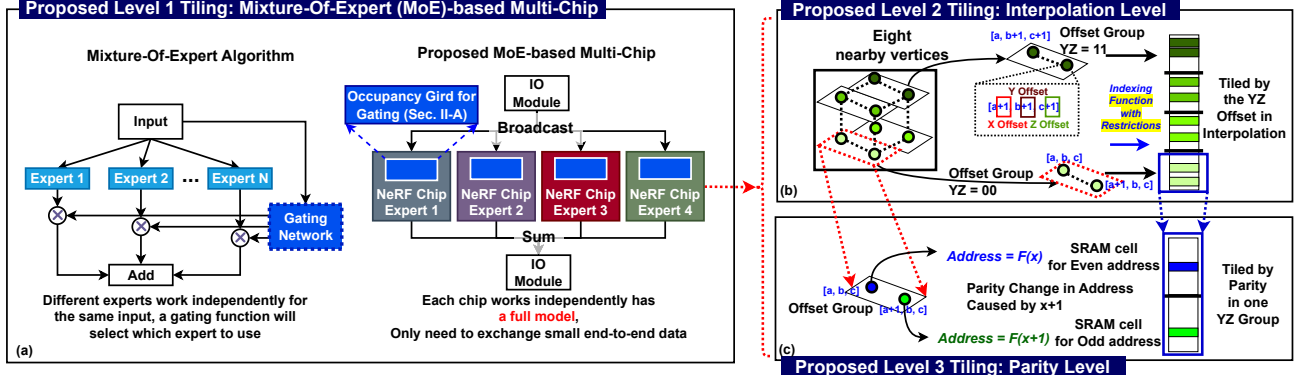 Proposed Level 1 Tiling: Mixture-Of-Expert (MoE)-based Multi-Chip
Mixture-Of-Expert Algorithm
Input
Expert 1
Expert 2
...
Expert N
Gating
Network
Add
Different experts work independently for
the same input, a gating function will
select which expert to use
(a)
Proposed MoE-based Multi-Chip
IO
Module
Occupancy Gird for
Gating (Sec. II-A)
Broadcast
NeRF Chip
Expert 1
NeRF Chip
Expert 2
NeRF Chip
Expert 3
NeRF Chip
Expert 4
Sum
IO
Module
Each chip works independently has
a full model,
Only need to exchange small end-to-end data
Proposed Level 2 Tiling: Interpolation Level
Eight
nearby vertices
[a, b+1, c+1]
Offset Group
YZ = 11
Y Offset
[a+1, b+1, c+1]
X Offset
Z Offset
Indexing
Function
with
Restrictions
Tiled by
the YZ
Offset in
Interpolation
[a, b, c]
[a+1, b, c]
Offset Group
YZ = 00
(b)
Address = F(x)
SRAM cell
for Even address
[a, b, c]
[a+1, b, c]
Offset Group
Parity Change in Address
Caused by x+1
Address = F(x+1)
SRAM cell
for Odd address
Tiled by
Parity
in one
YZ Group
(c)
Proposed Level 3 Tiling: Parity Level